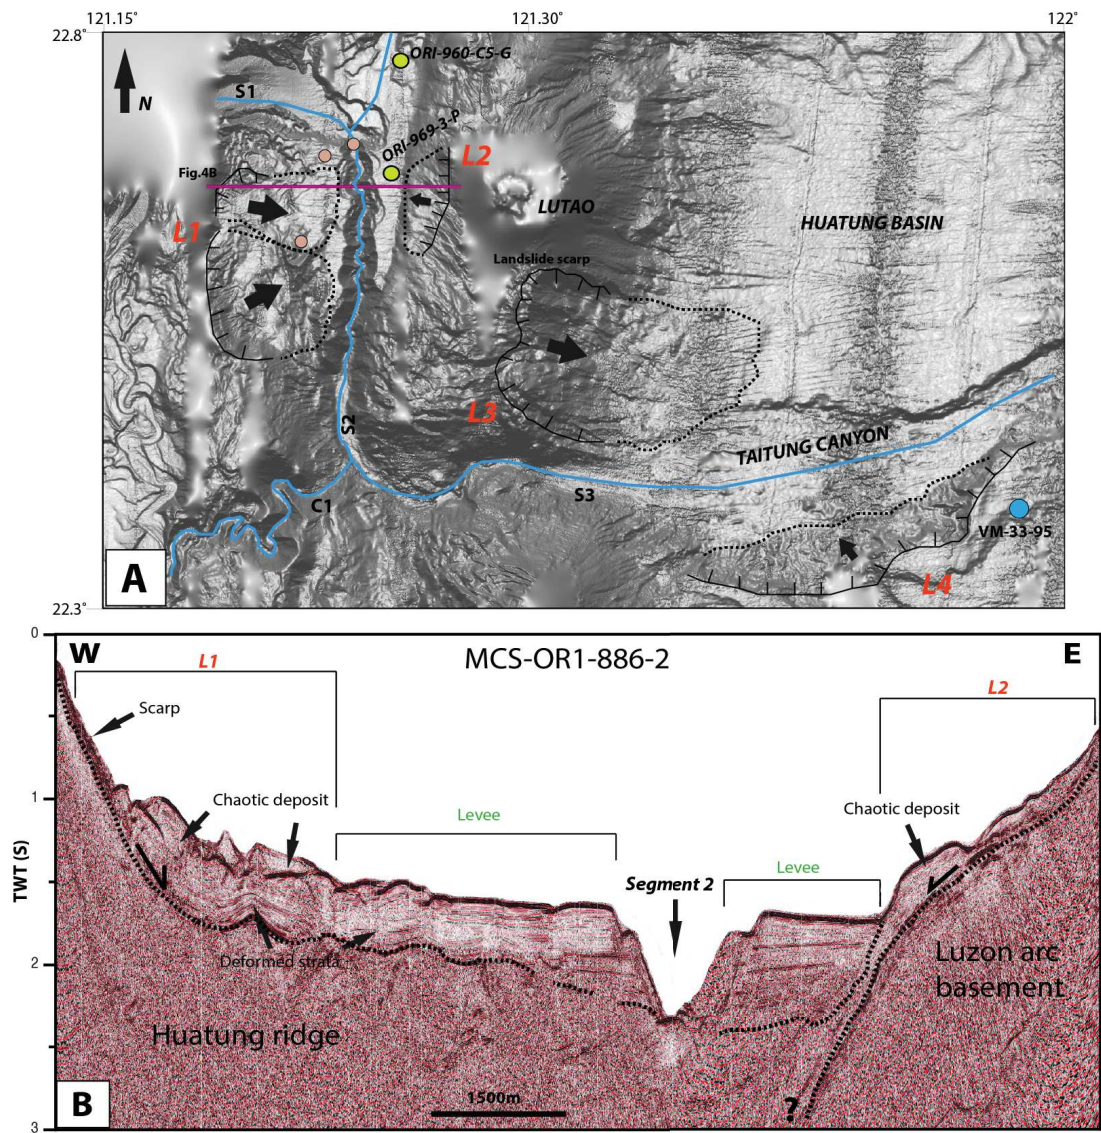 121.15°
121.30°
122°
22.8°
N
S1
ORI-960-C5-G
ORI-969-3-P
Fig.4B
L2
L1
LUTAO
HUATUNG BASIN
Landslide scarp
L3
S2
TAITUNG CANYON
S3
C1
VM-33-95
L4
A
22.3°
0
W
L1
MCS-OR1-886-2
E
L2
Scarp
1
Chaotic deposit
Chaotic deposit
Levee
Segment 2
Levee
TWT (S)
2
Deformed strata
Luzon arc
basement
Huatung ridge
1500m
?
B
3